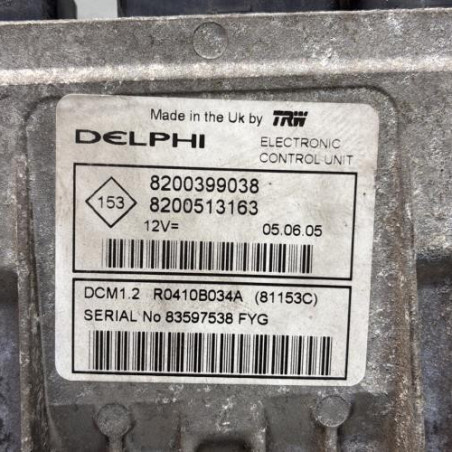 Made in the Uk by TRW
DELPHI ELECTRONIC
CONTROL UNIT
8200399038
153 8200513163
12V= 05.06.05
DCM1.2 R0410B034A (81153C)
SERIAL No 83597538 FYG